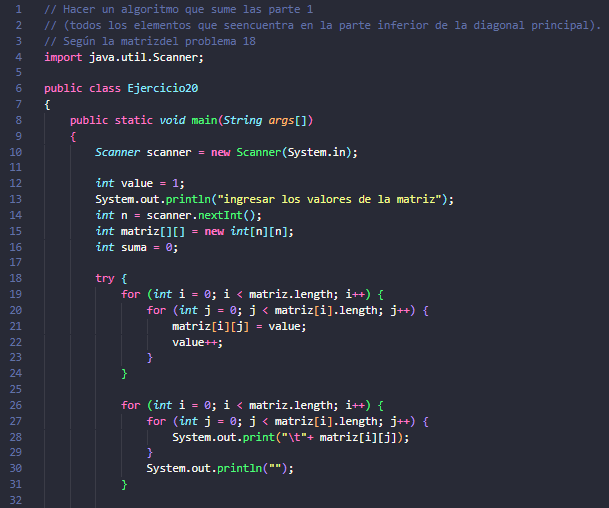 1 // Hacer un algoritmo que sume las parte 1
2 // (todos los elementos que seencuentra en la parte inferior de la diagonal principal).
3 // Según la matrizdel problema 18
4 import java.util.Scanner;
5
6 public class Ejercicio20
7 {
8 public static void main(String args[])
9 {
10 Scanner scanner = new Scanner(System.in);
11
12 int value = 1;
13 System.out.println("ingresar los valores de la matriz");
14 int n = scanner.nextInt();
15 int matriz[][] = new int[n][n];
16 int suma = 0;
17
18 try {
19 for (int i = 0; i < matriz.length; i++) {
20 for (int j = 0; j < matriz[i].length; j++) {
21 matriz[i][j] = value;
22 value++;
23 }
24 }
25
26 for (int i = 0; i < matriz.length; i++) {
27 for (int j = 0; j < matriz[i].length; j++) {
28 System.out.print("\t"+ matriz[i][j]);
29 }
30 System.out.println("");
31 }
32